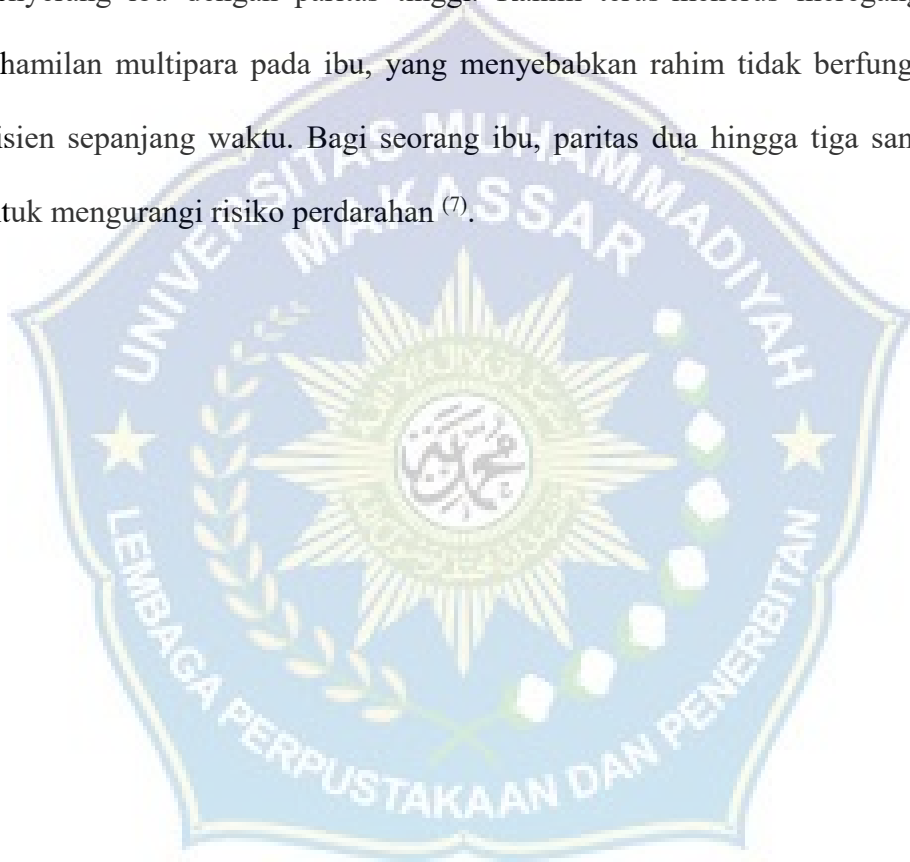 hamilan multipara pada ibu, yang menyebabkan rahim tidak berfung
isien sepanjang waktu. Bagi seorang ibu, paritas dua hingga tiga san
tuk mengurangi risiko perdarahan (7).
UNIVERSITAS MUHAMMADIYAH
MAKASSAR
LEMBAGA PERPUSTAKAAN DAN PENERBITAN